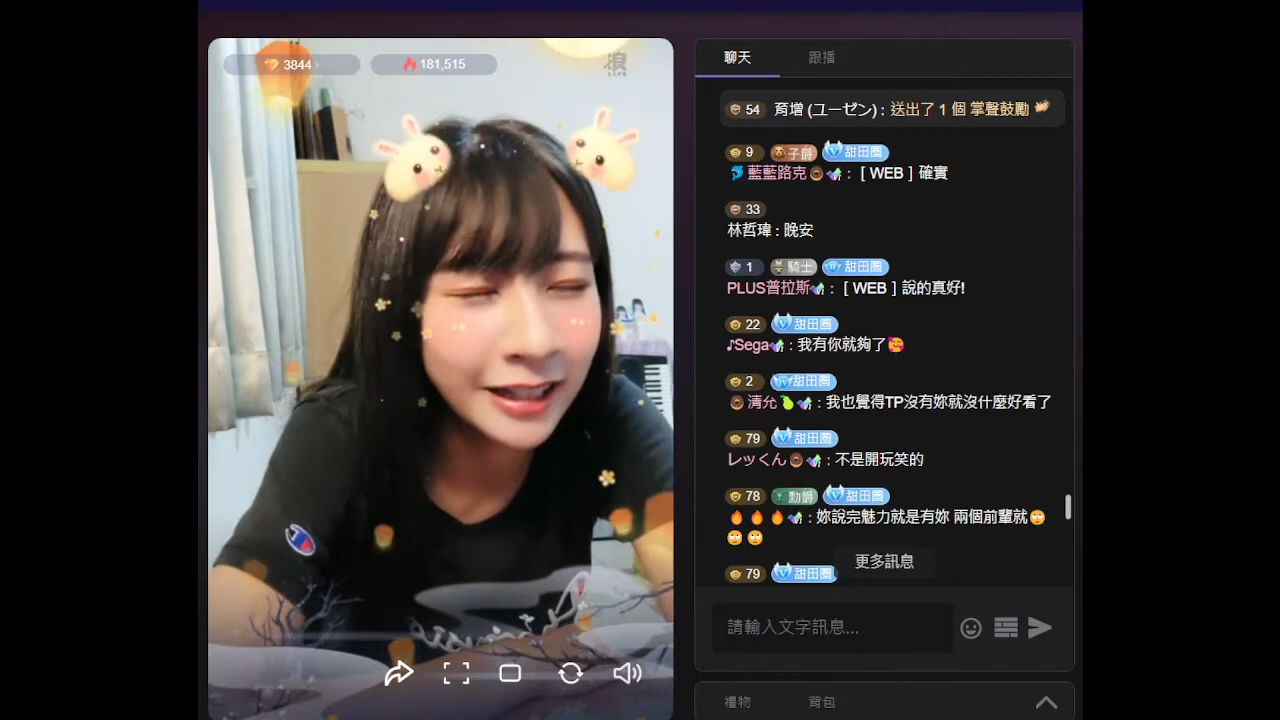 3844
181,515
浪
LIFE
聊天 跟播
54 育增 (ユーゼン) : 送出了 1 個 掌聲鼓勵
9 子爵 V 甜田圈
藍藍路克 : [ WEB ] 確實
33
林哲瑋 : 晚安
1 騎士 甜田圈
PLUS普拉斯 : [ WEB ] 說的真好!
22 V 甜田圈
♪Sega : 我有你就夠了
2 IV 甜田圈
清允 : 我也覺得TP沒有妳就沒什麼好看了
79 V 甜田圈
レッくん : 不是開玩笑的
78 勳爵 V 甜田圈
: 妳說完魅力就是有妳 兩個前輩就
79 V 甜田圈
更多訊息
請輸入文字訊息...
禮物 背包